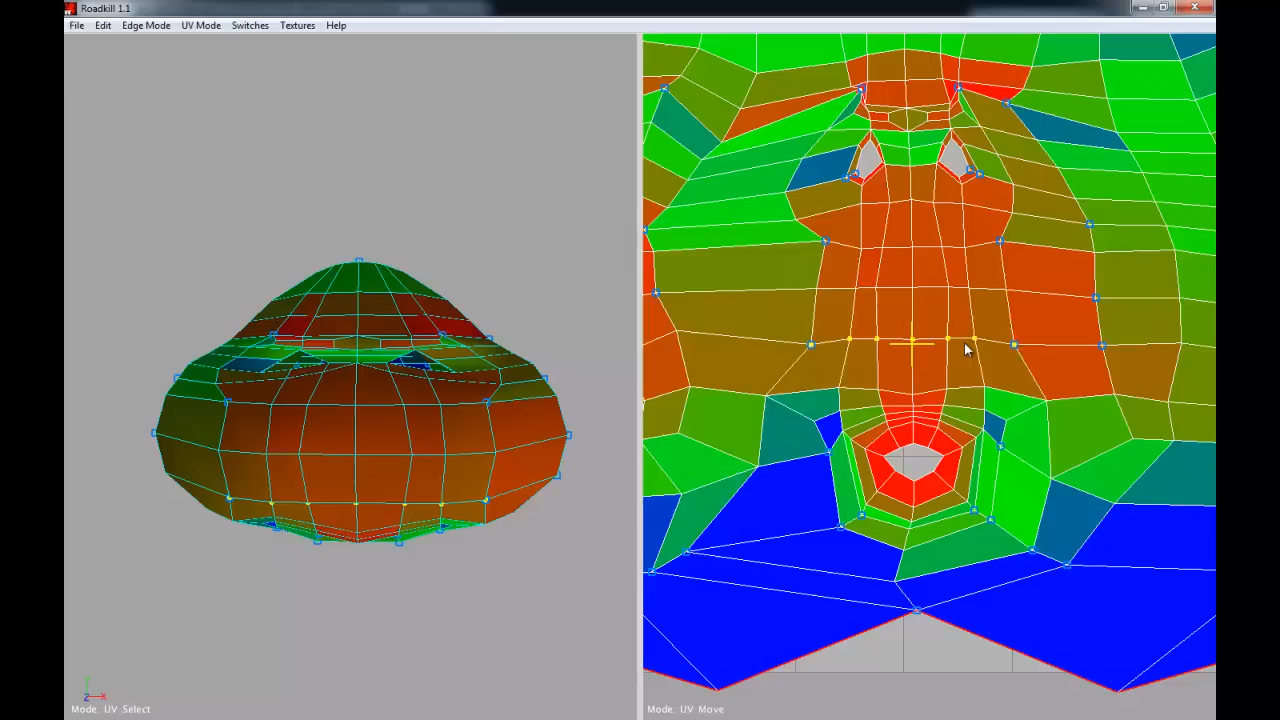 Roadkill 1.1
File Edit Edge Mode UV Mode Switches Textures Help
Y
Z X
Mode. UV Select
Mode. UV Move